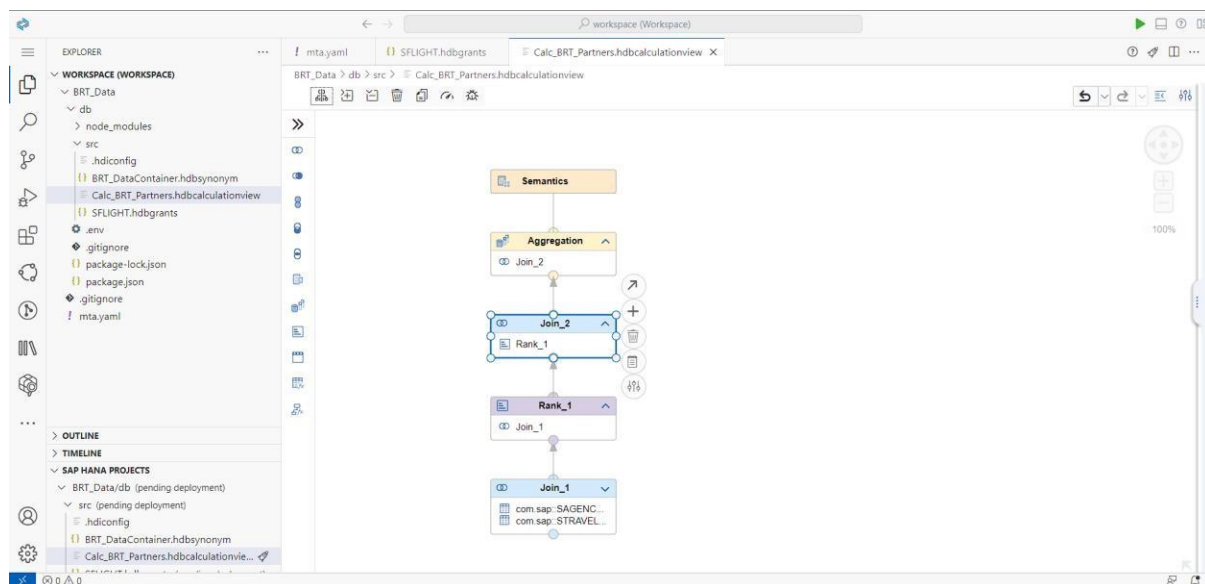 workspace (Workspace)
EXPLORER
mta.yaml
SFLIGHT.hdbgrants
Calc_BRT_Partners.hdbcalculationview
WORKSPACE (WORKSPACE)
BRT_Data > db > src > Calc_BRT_Partners.hdbcalculationview
BRT_Data
db
node_modules
src
.hdiconfig
BRT_DataContainer.hdbsynonym
Calc_BRT_Partners.hdbcalculationview
SFLIGHT.hdbgrants
.env
.gitignore
package-lock.json
package.json
.gitignore
mta.yaml
OUTLINE
TIMELINE
SAP HANA PROJECTS
BRT_Data/db (pending deployment)
src (pending deployment)
.hdiconfig
BRT_DataContainer.hdbsynonym
Calc_BRT_Partners.hdbcalculationvie...
0 0
Semantics
Aggregation
Join_2
Join_2
Rank_1
Rank_1
Join_1
Join_1
com.sap::SAGENC...
com.sap::STRAVEL...
100%